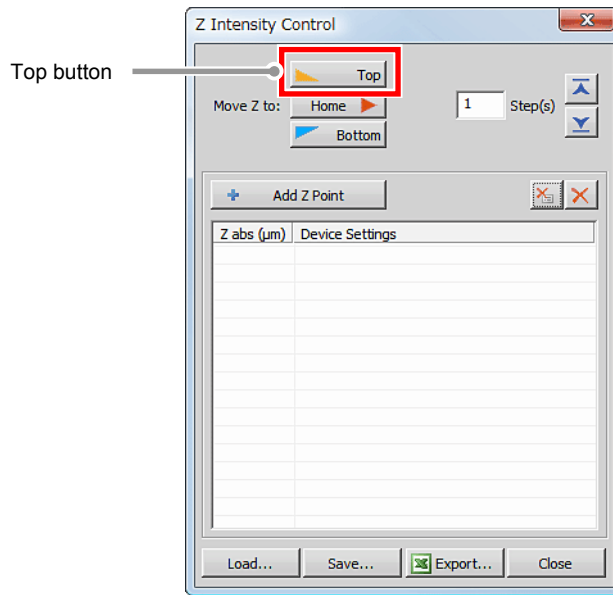 Z Intensity Control
Top button
Top
Move Z to: Home 1 Step(s)
Bottom
Add Z Point
Z abs (µm) Device Settings
Load... Save... Export... Close